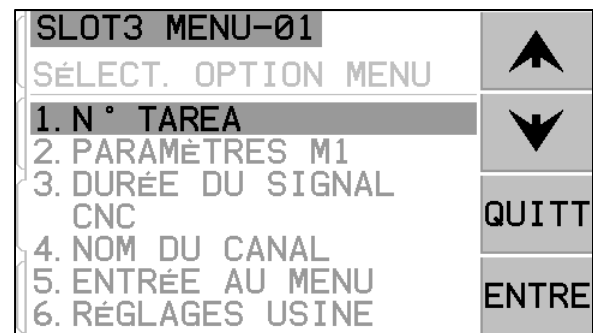 SLOT3 MENU-01
SÉLECT. OPTION MENU
1. N° TAREA
2. PARAMÈTRES M1
3. DURÉE DU SIGNAL
CNC
4. NOM DU CANAL
5. ENTRÉE AU MENU
6. RÉGLAGES USINE
QUITT
ENTRE